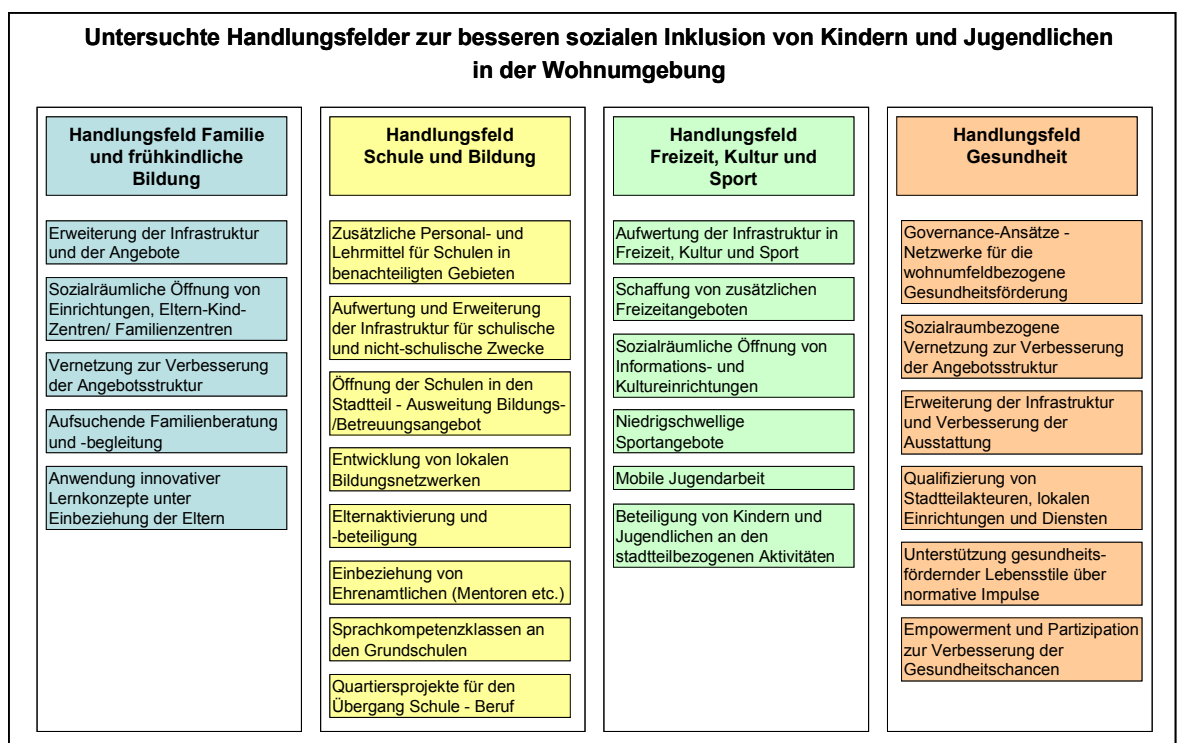 Untersuchte Handlungsfelder zur besseren sozialen Inklusion von Kindern und Jugendlichen
in der Wohnumgebung
Handlungsfeld Familie
und frühkindliche
Bildung
Erweiterung der Infrastruktur
und der Angebote
Sozialräumliche Öffnung von
Einrichtungen, Eltern-Kind-
Zentren/ Familienzentren
Vernetzung zur Verbesserung
der Angebotsstruktur
Aufsuchende Familienberatung
und -begleitung
Anwendung innovativer
Lernkonzepte unter
Einbeziehung der Eltern
Handlungsfeld
Schule und Bildung
Zusätzliche Personal- und
Lehrmittel für Schulen in
benachteiligten Gebieten
Aufwertung und Erweiterung
der Infrastruktur für schulische
und nicht-schulische Zwecke
Öffnung der Schulen in den
Stadtteil - Ausweitung Bildungs-
/Betreuungsangebot
Entwicklung von lokalen
Bildungsnetzwerken
Elternaktivierung und
-beteiligung
Einbeziehung von
Ehrenamtlichen (Mentoren etc.)
Sprachkompetenzklassen an
den Grundschulen
Quartiersprojekte für den
Übergang Schule - Beruf
Handlungsfeld
Freizeit, Kultur und
Sport
Aufwertung der Infrastruktur in
Freizeit, Kultur und Sport
Schaffung von zusätzlichen
Freizeitangeboten
Sozialräumliche Öffnung von
Informations- und
Kultureinrichtungen
Niedrigschwellige
Sportangebote
Mobile Jugendarbeit
Beteiligung von Kindern und
Jugendlichen an den
stadtteilbezogenen Aktivitäten
Handlungsfeld
Gesundheit
Governance-Ansätze -
Netzwerke für die
wohnumfeldbezogene
Gesundheitsförderung
Sozialraumbezogene
Vernetzung zur Verbesserung
der Angebotsstruktur
Erweiterung der Infrastruktur
und Verbesserung der
Ausstattung
Qualifizierung von
Stadtteilakteuren, lokalen
Einrichtungen und Diensten
Unterstützung gesundheits-
fördernder Lebensstile über
normative Impulse
Empowerment und Partizipation
zur Verbesserung der
Gesundheitschancen